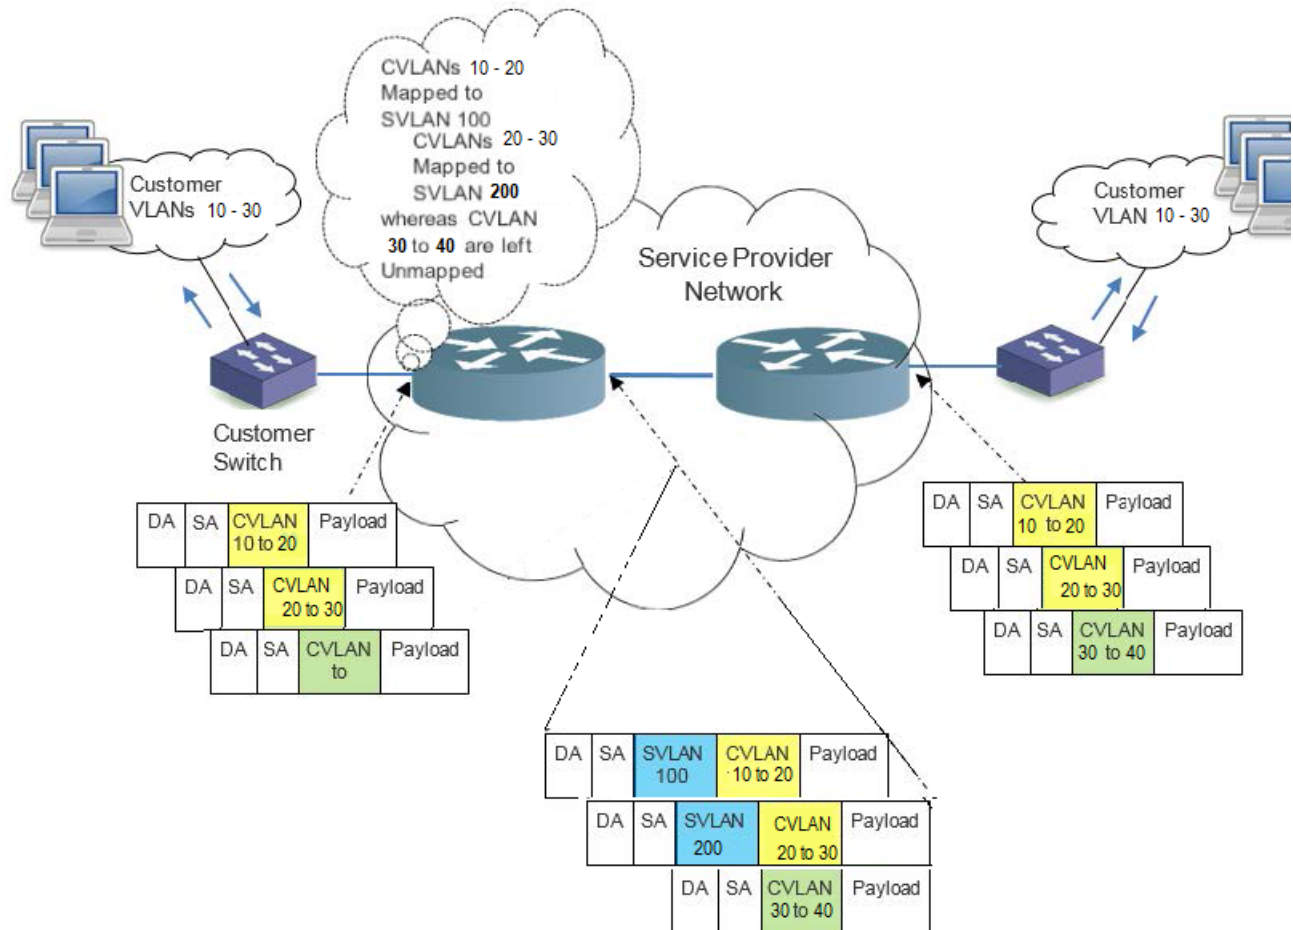 CVLANs 10 - 20
Mapped to
SVLAN 100
CVLANs 20 - 30
Mapped to
SVLAN 200
whereas CVLAN
30 to 40 are left
Unmapped
Customer
VLANs 10 - 30
Customer
VLAN 10 - 30
Service Provider
Network
Customer
Switch
DA SA CVLAN Payload
10 to 20
DA SA CVLAN Payload
20 to 30
DA SA CVLAN Payload
to
DA SA CVLAN Payload
10 to 20
DA SA CVLAN Payload
20 to 30
DA SA CVLAN Payload
30 to 40
DA SA SVLAN CVLAN Payload
100 10 to 20
DA SA SVLAN CVLAN Payload
200 20 to 30
DA SA CVLAN Payload
30 to 40